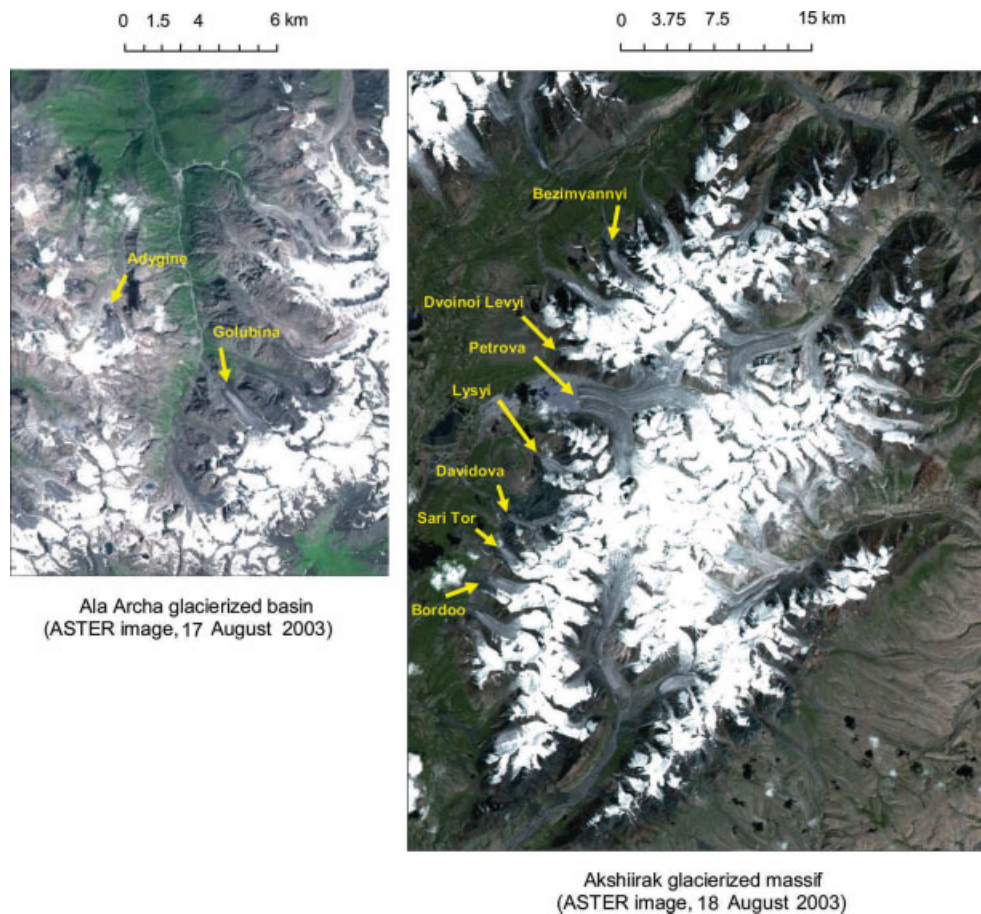 0 1.5 4 6 km
0 3.75 7.5 15 km
Adygine
Golubina
Bezimyannyi
Dvoinoi Levyi
Petrova
Lysyi
Davidova
Sari Tor
Bordoo
Ala Archa glacierized basin
(ASTER image, 17 August 2003)
Akshiirak glacierized massif
(ASTER image, 18 August 2003)